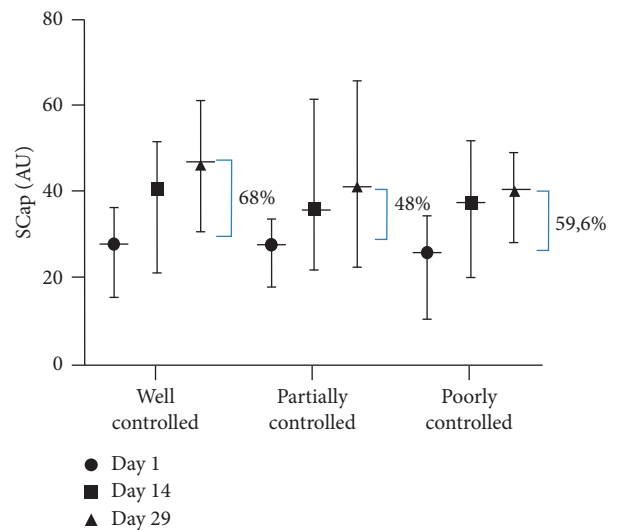 80
60
40
20
0
SCap (AU)
68%
48%
59,6%
Well
controlled
Partially
controlled
Poorly
controlled
Day 1
Day 14
Day 29